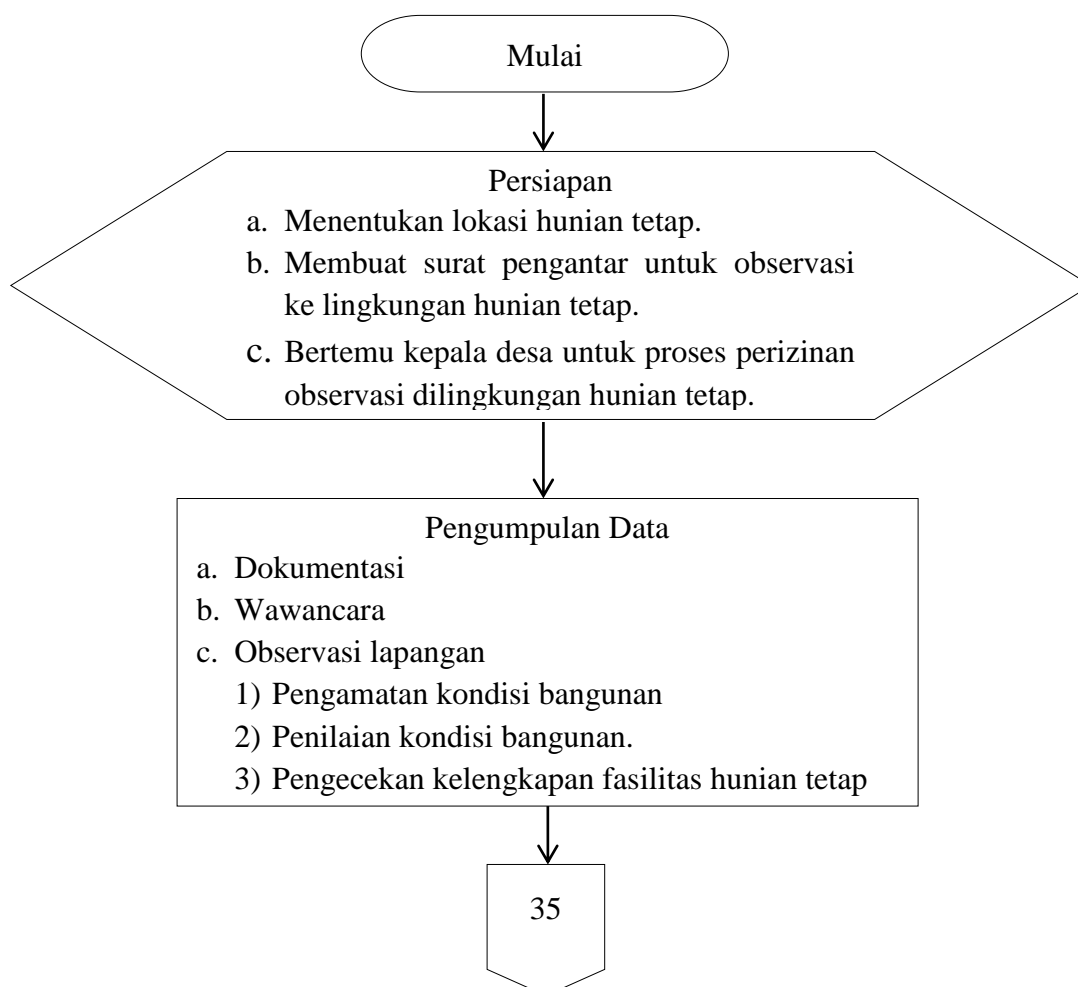 Mulai
Persiapan
a. Menentukan lokasi hunian tetap.
b. Membuat surat pengantar untuk observasi
ke lingkungan hunian tetap.
c. Bertemu kepala desa untuk proses perizinan
observasi dilingkungan hunian tetap.
Pengumpulan Data
a. Dokumentasi
b. Wawancara
c. Observasi lapangan
1) Pengamatan kondisi bangunan
2) Penilaian kondisi bangunan.
3) Pengecekan kelengkapan fasilitas hunian tetap
35